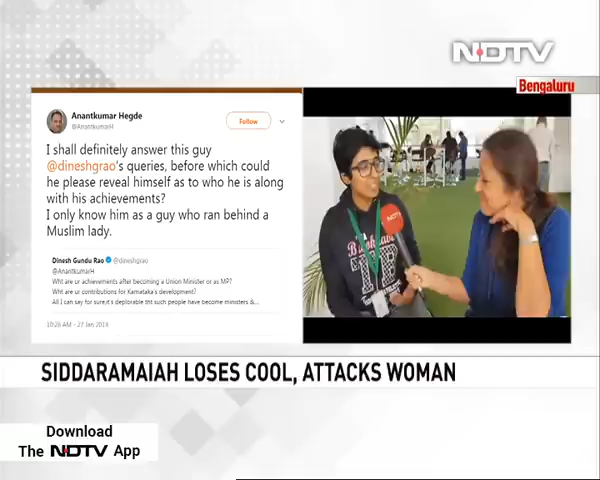 NDTV
Bengaluru
Anantkumar Hegde
@AnantkumarH
Follow
I shall definitely answer this guy
@dineshgrao's queries, before which could
he please reveal himself as to who he is along
with his achievements?
I only know him as a guy who ran behind a
Muslim lady.
Dinesh Gundu Rao @dineshgrao
@AnantkumarH
What are ur achievements after becoming a Union Minister or as MP?
What are ur contributions for Karnataka's development?
All I can say for sure,it's deplorable tht such people have become ministers &...
10:26 AM - 27 Jan 2019
NDTV
SIDDARAMAIAH LOSES COOL, ATTACKS WOMAN
Download
The NDTV App